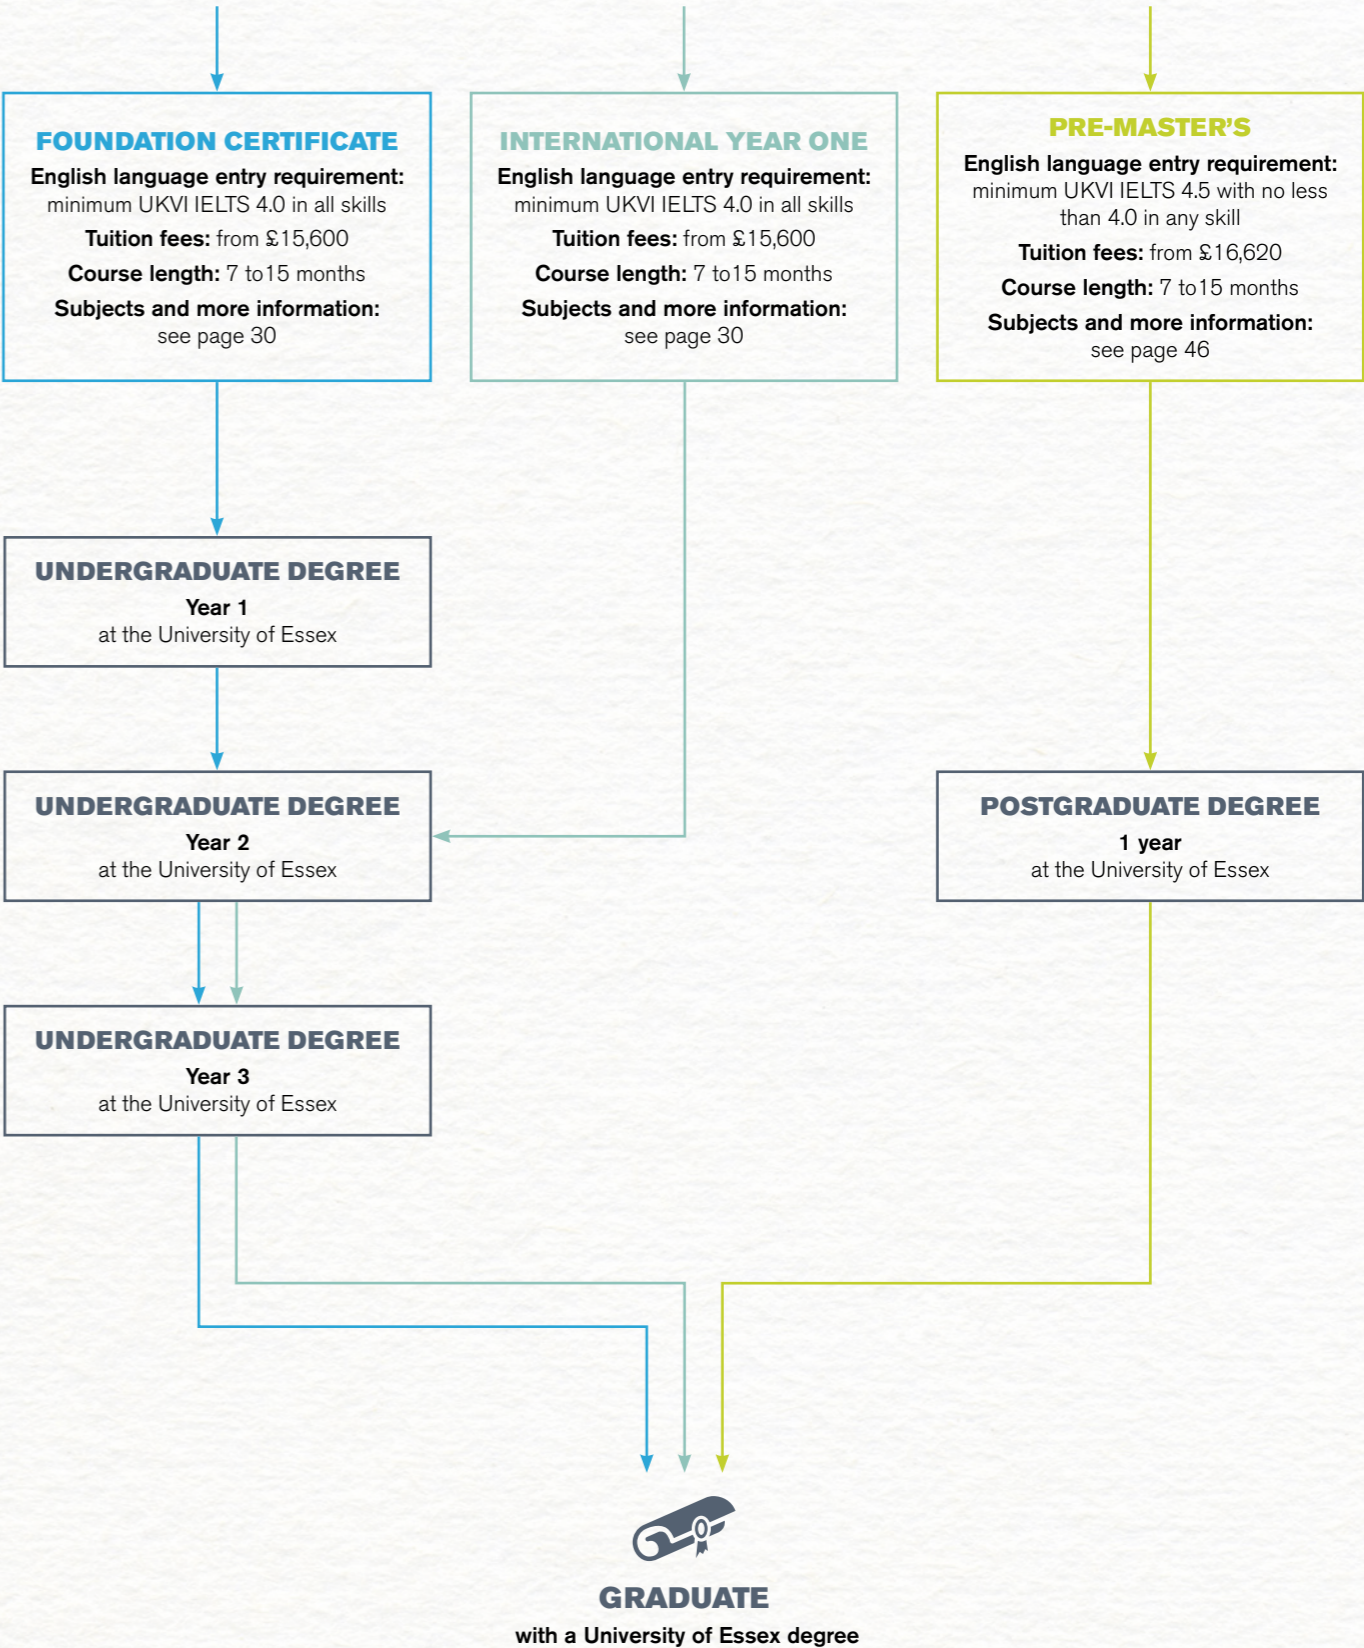 FOUNDATION CERTIFICATE
English language entry requirement:
minimum UKVI IELTS 4.0 in all skills
Tuition fees: from £15,600
Course length: 7 to15 months
Subjects and more information:
see page 30
INTERNATIONAL YEAR ONE
English language entry requirement:
minimum UKVI IELTS 4.0 in all skills
Tuition fees: from £15,600
Course length: 7 to15 months
Subjects and more information:
see page 30
PRE-MASTER'S
English language entry requirement:
minimum UKVI IELTS 4.5 with no less
than 4.0 in any skill
Tuition fees: from £16,620
Course length: 7 to15 months
Subjects and more information:
see page 46
UNDERGRADUATE DEGREE
Year 1
at the University of Essex
UNDERGRADUATE DEGREE
Year 2
at the University of Essex
POSTGRADUATE DEGREE
1 year
at the University of Essex
UNDERGRADUATE DEGREE
Year 3
at the University of Essex
GRADUATE
with a University of Essex degree